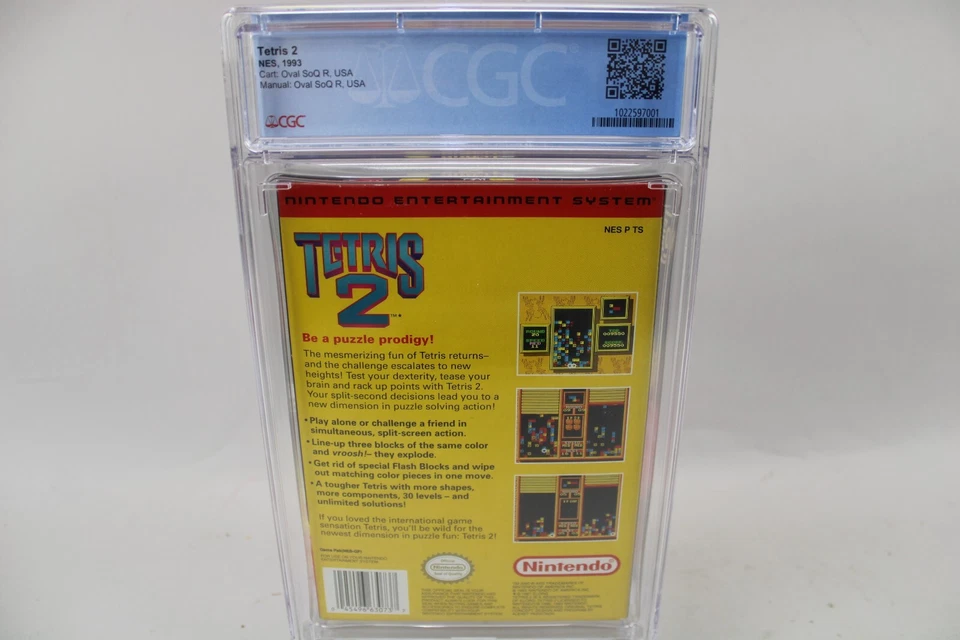 Tetris 2
NES, 1993
Cart: Oval SoQ R, USA
Manual: Oval SoQ R, USA
CGC
CGC
1022597001
NINTENDO ENTERTAINMENT SYSTEM
NES P TS
TETRIS
2
Be a puzzle prodigy!
The mesmerizing fun of Tetris returns–
and the challenge escalates to new
heights! Test your dexterity, tease your
brain and rack up points with Tetris 2.
Your split-second decisions lead you to a
new dimension in puzzle solving action!
• Play alone or challenge a friend in
simultaneous, split-screen action.
• Line-up three blocks of the same color
and vroosh!– they explode.
• Get rid of special Flash Blocks and wipe
out matching color pieces in one move.
• A tougher Tetris with more shapes,
more components, 30 levels – and
unlimited solutions!
If you loved the international game
sensation Tetris, you'll be wild for the
newest dimension in puzzle fun: Tetris 2!
Nintendo
Nintendo